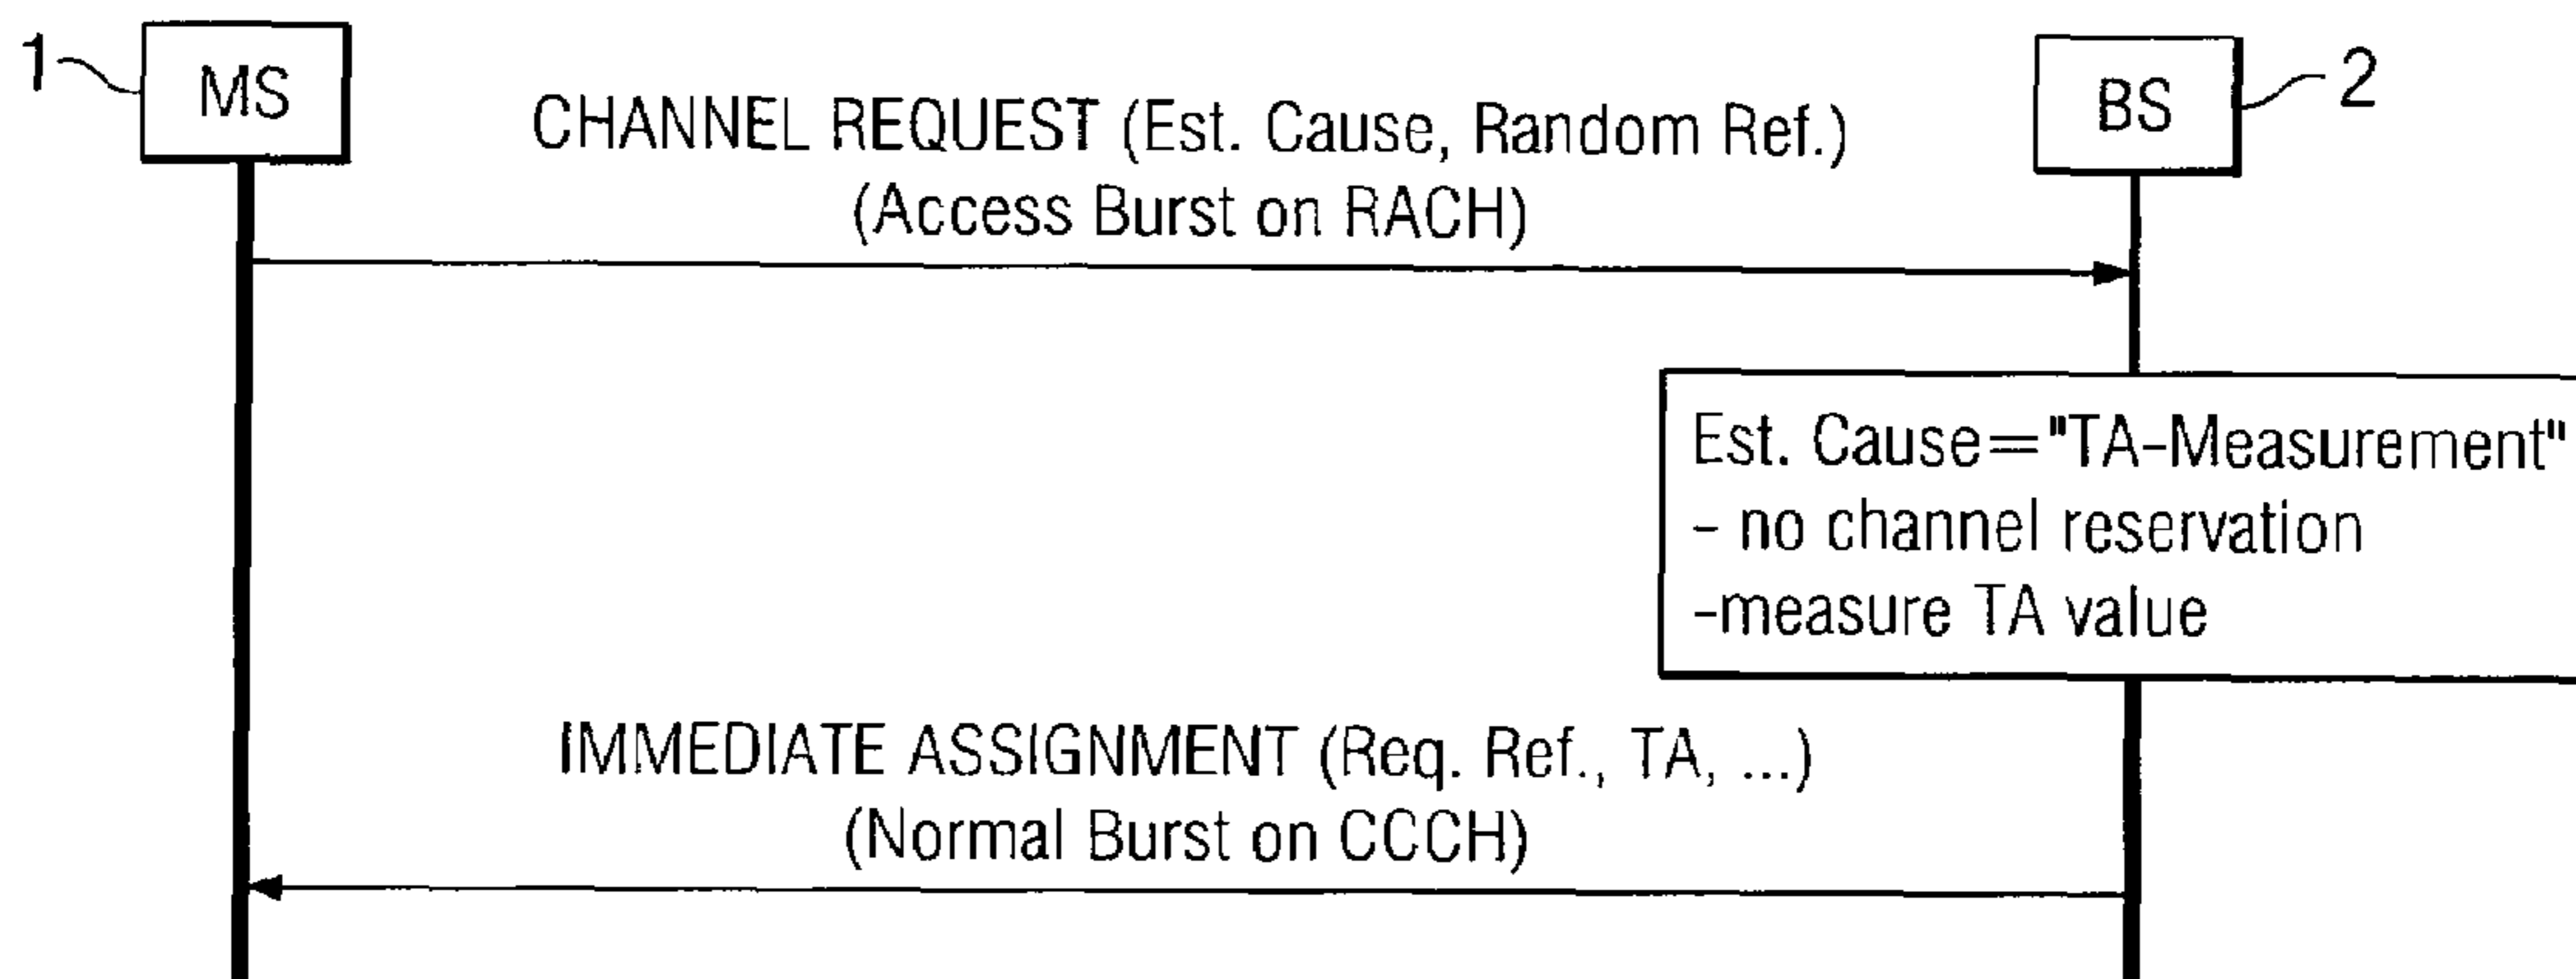 1
MS
CHANNEL REQUEST (Est. Cause, Random Ref.)
(Access Burst on RACH)
BS
2
Est. Cause="TA-Measurement"
- no channel reservation
-measure TA value
IMMEDIATE ASSIGNMENT (Req. Ref., TA, ...)
(Normal Burst on CCCH)